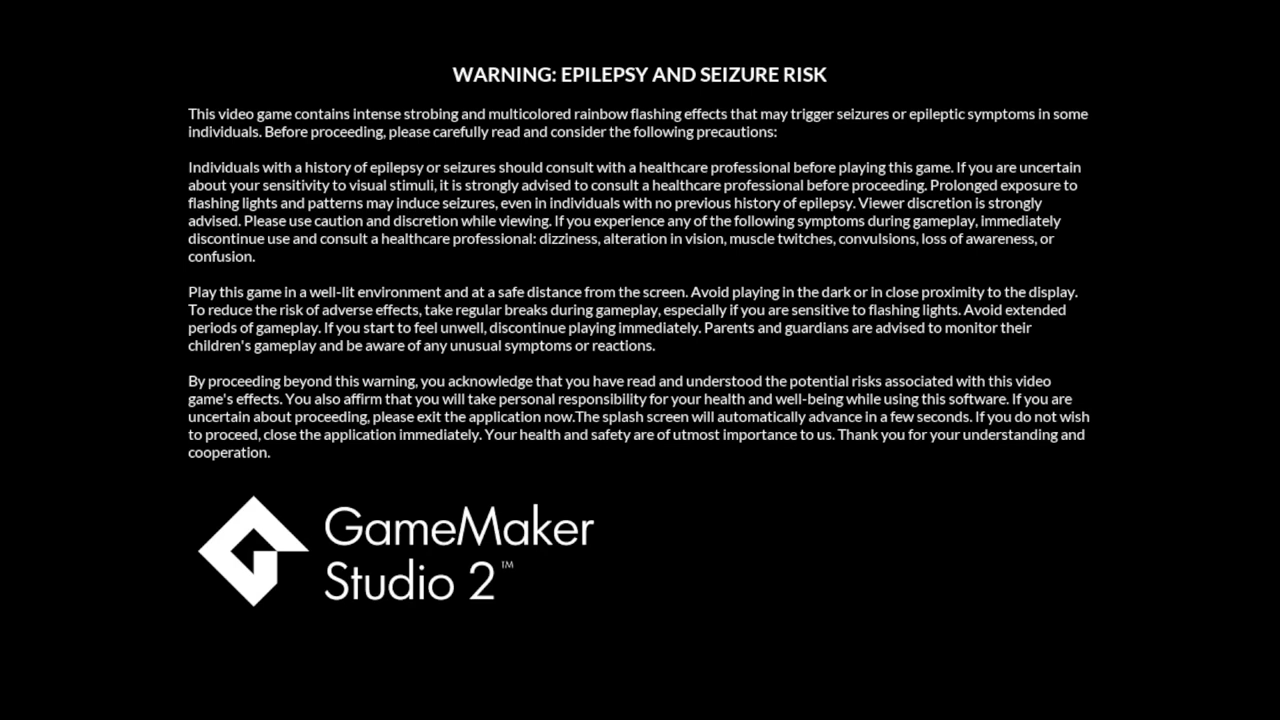 WARNING: EPILEPSY AND SEIZURE RISK
This video game contains intense strobing and multicolored rainbow flashing effects that may trigger seizures or epileptic symptoms in some
individuals. Before proceeding, please carefully read and consider the following precautions:
Individuals with a history of epilepsy or seizures should consult with a healthcare professional before playing this game. If you are uncertain
about your sensitivity to visual stimuli, it is strongly advised to consult a healthcare professional before proceeding. Prolonged exposure to
flashing lights and patterns may induce seizures, even in individuals with no previous history of epilepsy. Viewer discretion is strongly
advised. Please use caution and discretion while viewing. If you experience any of the following symptoms during gameplay, immediately
discontinue use and consult a healthcare professional: dizziness, alteration in vision, muscle twitches, convulsions, loss of awareness, or
confusion.
Play this game in a well-lit environment and at a safe distance from the screen. Avoid playing in the dark or in close proximity to the display.
To reduce the risk of adverse effects, take regular breaks during gameplay, especially if you are sensitive to flashing lights. Avoid extended
periods of gameplay. If you start to feel unwell, discontinue playing immediately. Parents and guardians are advised to monitor their
children's gameplay and be aware of any unusual symptoms or reactions.
By proceeding beyond this warning, you acknowledge that you have read and understood the potential risks associated with this video
game's effects. You also affirm that you will take personal responsibility for your health and well-being while using this software. If you are
uncertain about proceeding, please exit the application now.The splash screen will automatically advance in a few seconds. If you do not wish
to proceed, close the application immediately. Your health and safety are of utmost importance to us. Thank you for your understanding and
cooperation.
GameMaker
Studio 2™